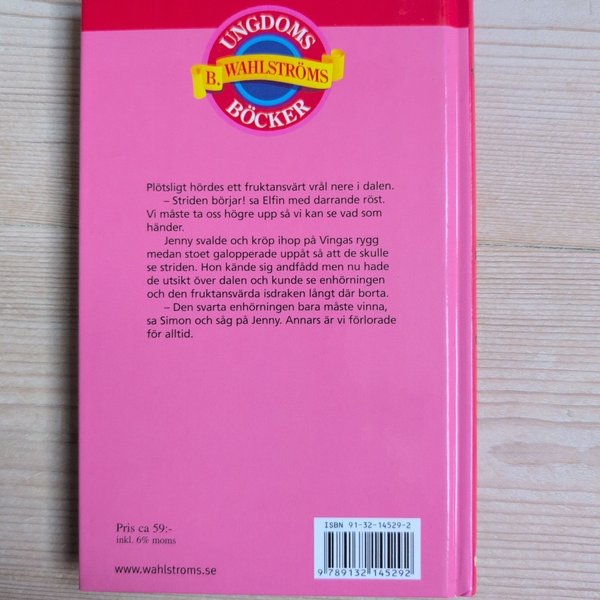 UNGDOMS
B. WAHLSTRÖMS
BÖCKER
Plötsligt hördes ett fruktansvärt vrål nere i dalen.
– Striden börjar! sa Elfin med darrande röst.
Vi måste ta oss högre upp så vi kan se vad som
händer.
Jenny svalde och kröp ihop på Vingas rygg
medan stoet galopperade uppåt så att de skulle
se striden. Hon kände sig andfådd men nu hade
de utsikt över dalen och kunde se enhörningen
och den fruktansvärda isdraken långt där borta.
– Den svarta enhörningen bara måste vinna,
sa Simon och såg på Jenny. Annars är vi förlorade
för alltid.
Pris ca 59:-
inkl. 6% moms
www.wahlstroms.se
ISBN 91-32-14529-2
9 789132 145292